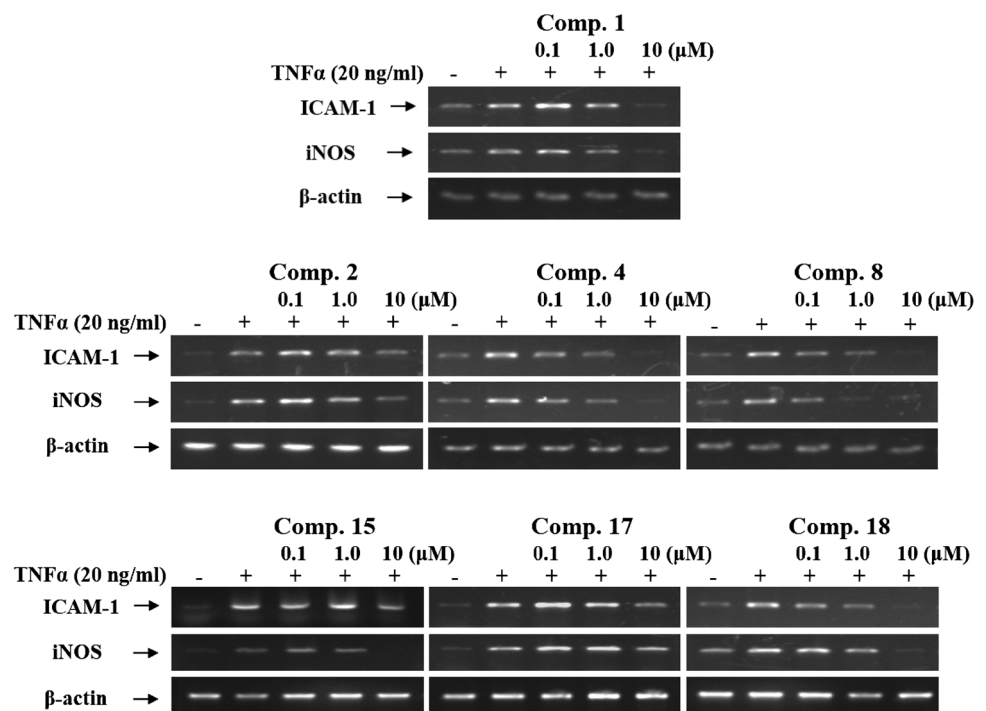 Comp. 1
0.1 1.0 10 (μM)
TNFα (20 ng/ml) - + + + +
ICAM-1
iNOS
β-actin
Comp. 2 Comp. 4 Comp. 8
0.1 1.0 10 (μM) 0.1 1.0 10 (μM) 0.1 1.0 10 (μM)
TNFα (20 ng/ml) - + + + + - + + + + - + + + +
ICAM-1
iNOS
β-actin
Comp. 15 Comp. 17 Comp. 18
0.1 1.0 10 (μM) 0.1 1.0 10 (μM) 0.1 1.0 10 (μM)
TNFα (20 ng/ml) - + + + + - + + + + - + + + +
ICAM-1
iNOS
β-actin